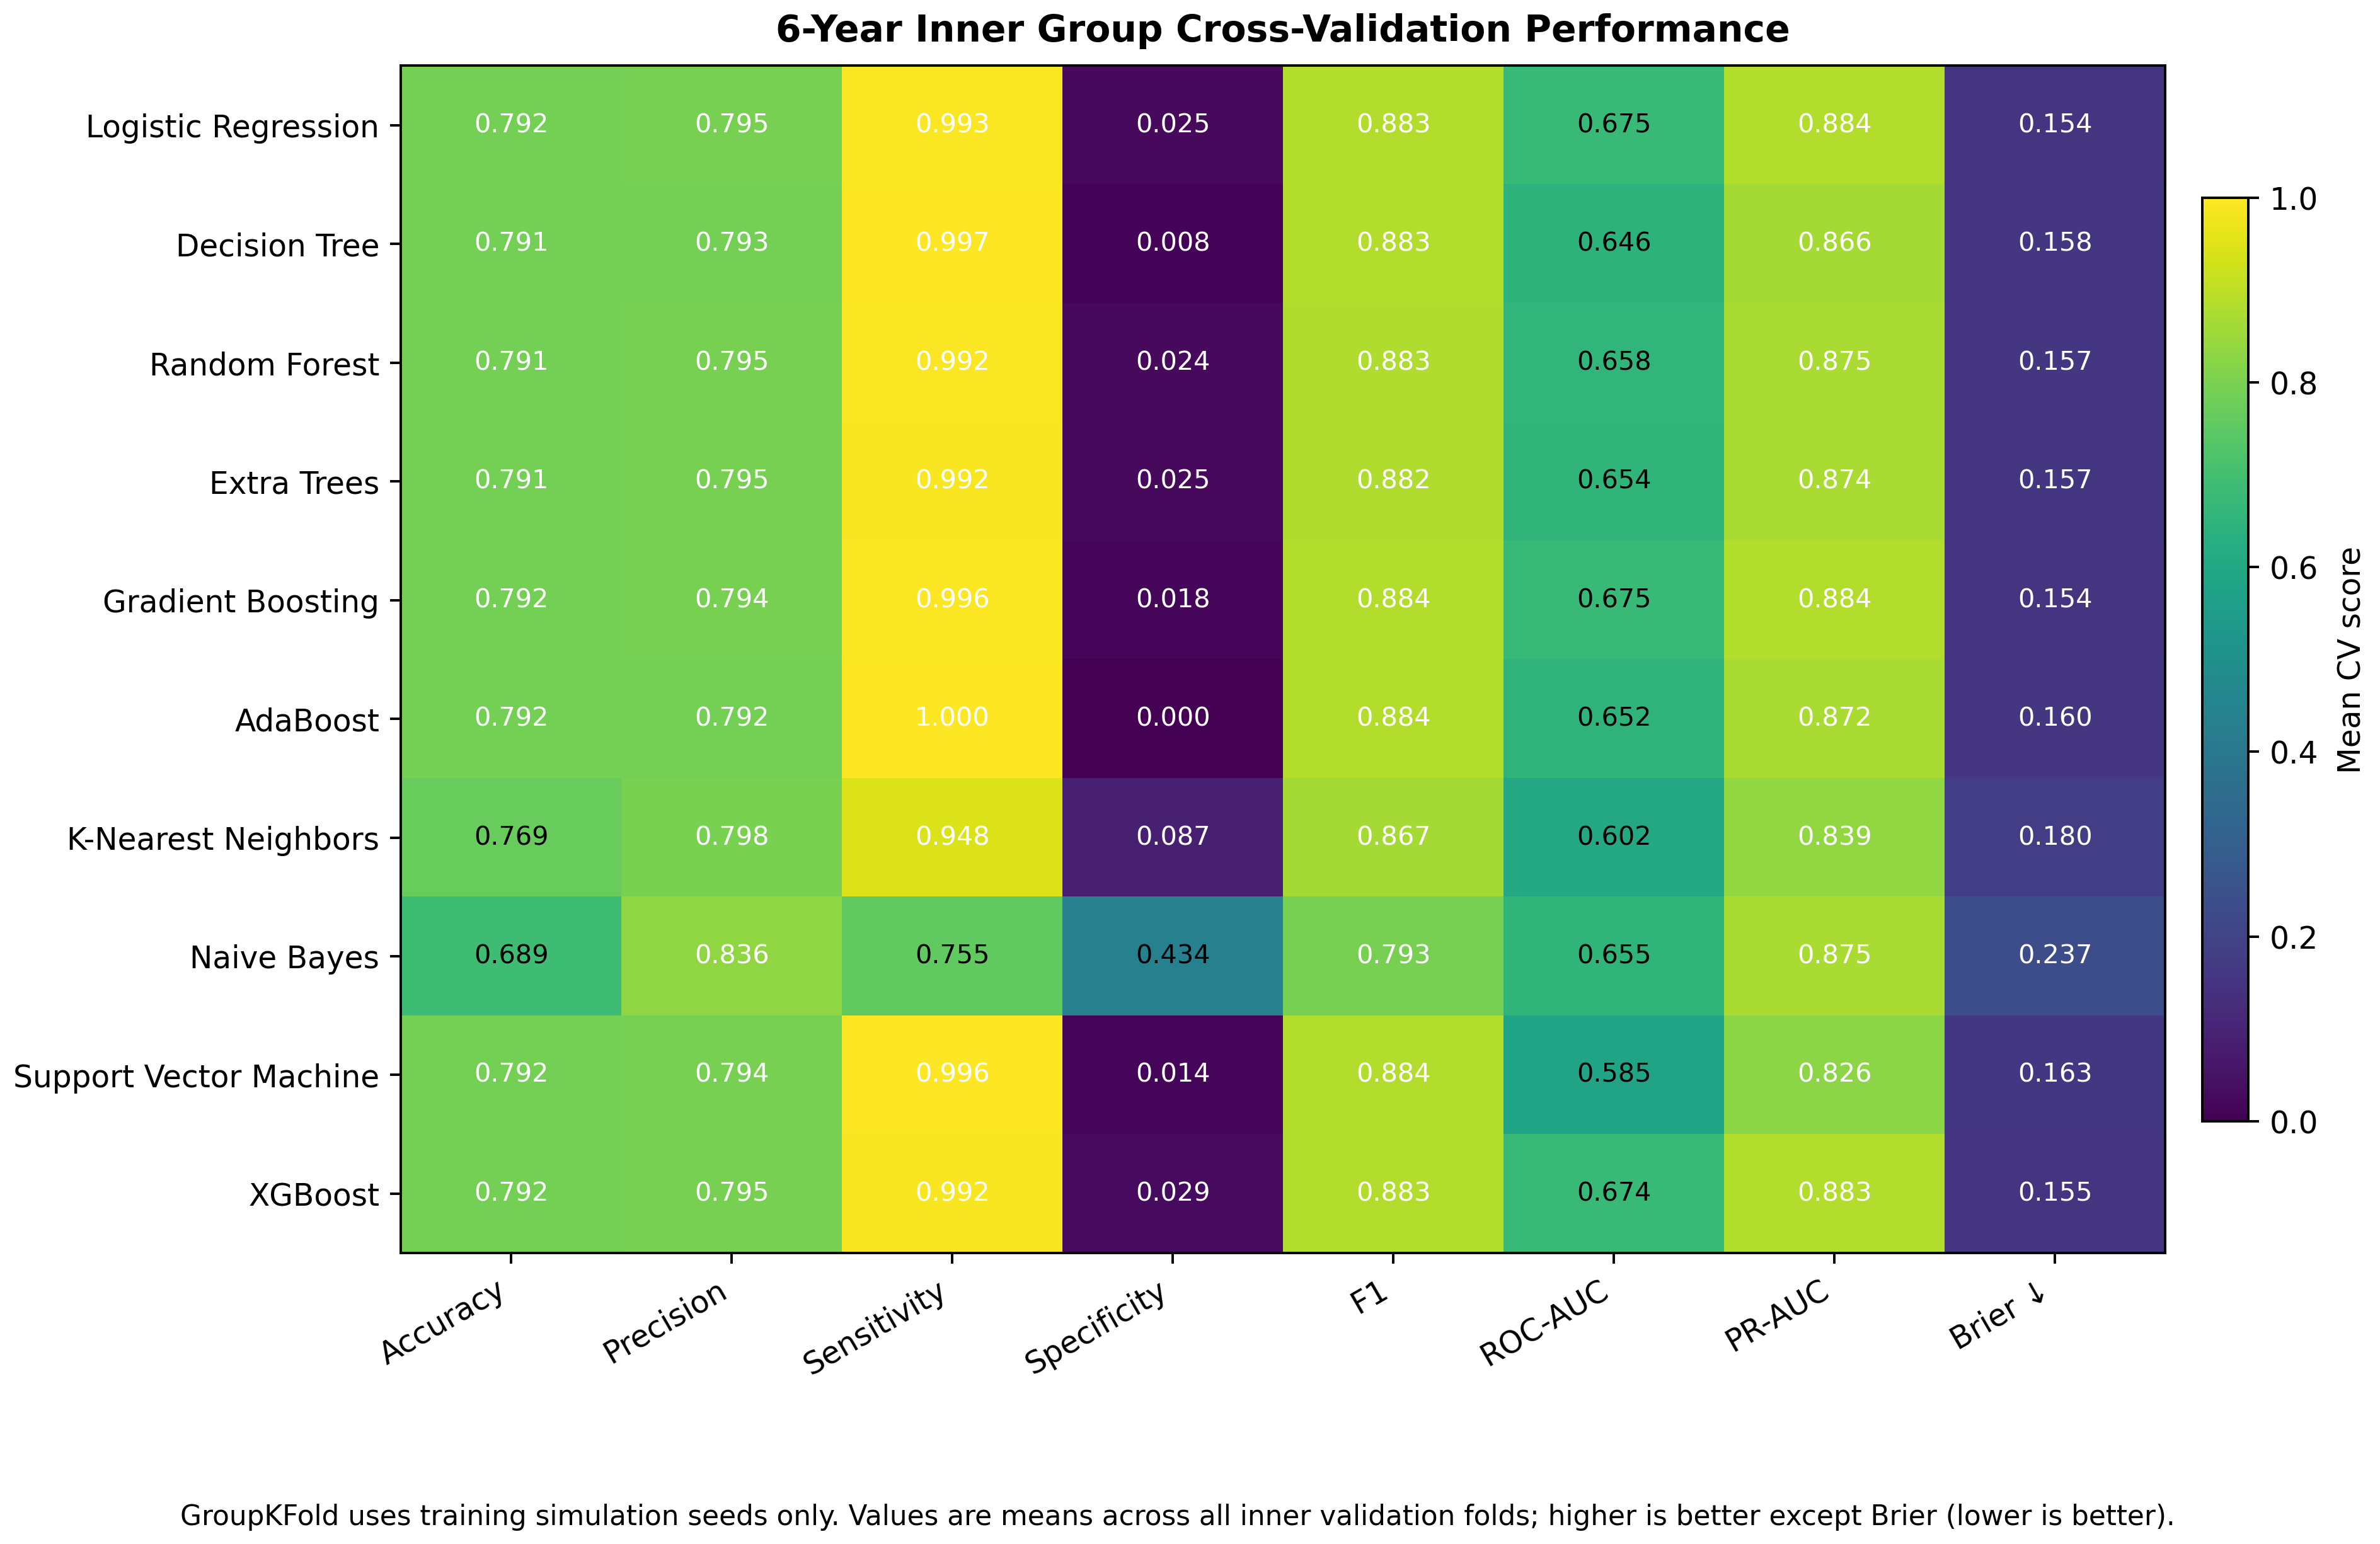 6-Year Inner Group Cross-Validation Performance
Logistic Regression 0.792 0.795 0.993 0.025 0.883 0.675 0.884 0.154
Decision Tree 0.791 0.793 0.997 0.008 0.883 0.646 0.866 0.158
Random Forest 0.791 0.795 0.992 0.024 0.883 0.658 0.875 0.157
Extra Trees 0.791 0.795 0.992 0.025 0.882 0.654 0.874 0.157
Gradient Boosting 0.792 0.794 0.996 0.018 0.884 0.675 0.884 0.154
AdaBoost 0.792 0.792 1.000 0.000 0.884 0.652 0.872 0.160
K-Nearest Neighbors 0.769 0.798 0.948 0.087 0.867 0.602 0.839 0.180
Naive Bayes 0.689 0.836 0.755 0.434 0.793 0.655 0.875 0.237
Support Vector Machine 0.792 0.794 0.996 0.014 0.884 0.585 0.826 0.163
XGBoost 0.792 0.795 0.992 0.029 0.883 0.674 0.883 0.155
Accuracy Precision Sensitivity Specificity F1 ROC-AUC PR-AUC Brier ↓
1.0
0.8
0.6
0.4
0.2
0.0
Mean CV score
GroupKFold uses training simulation seeds only. Values are means across all inner validation folds; higher is better except Brier (lower is better).